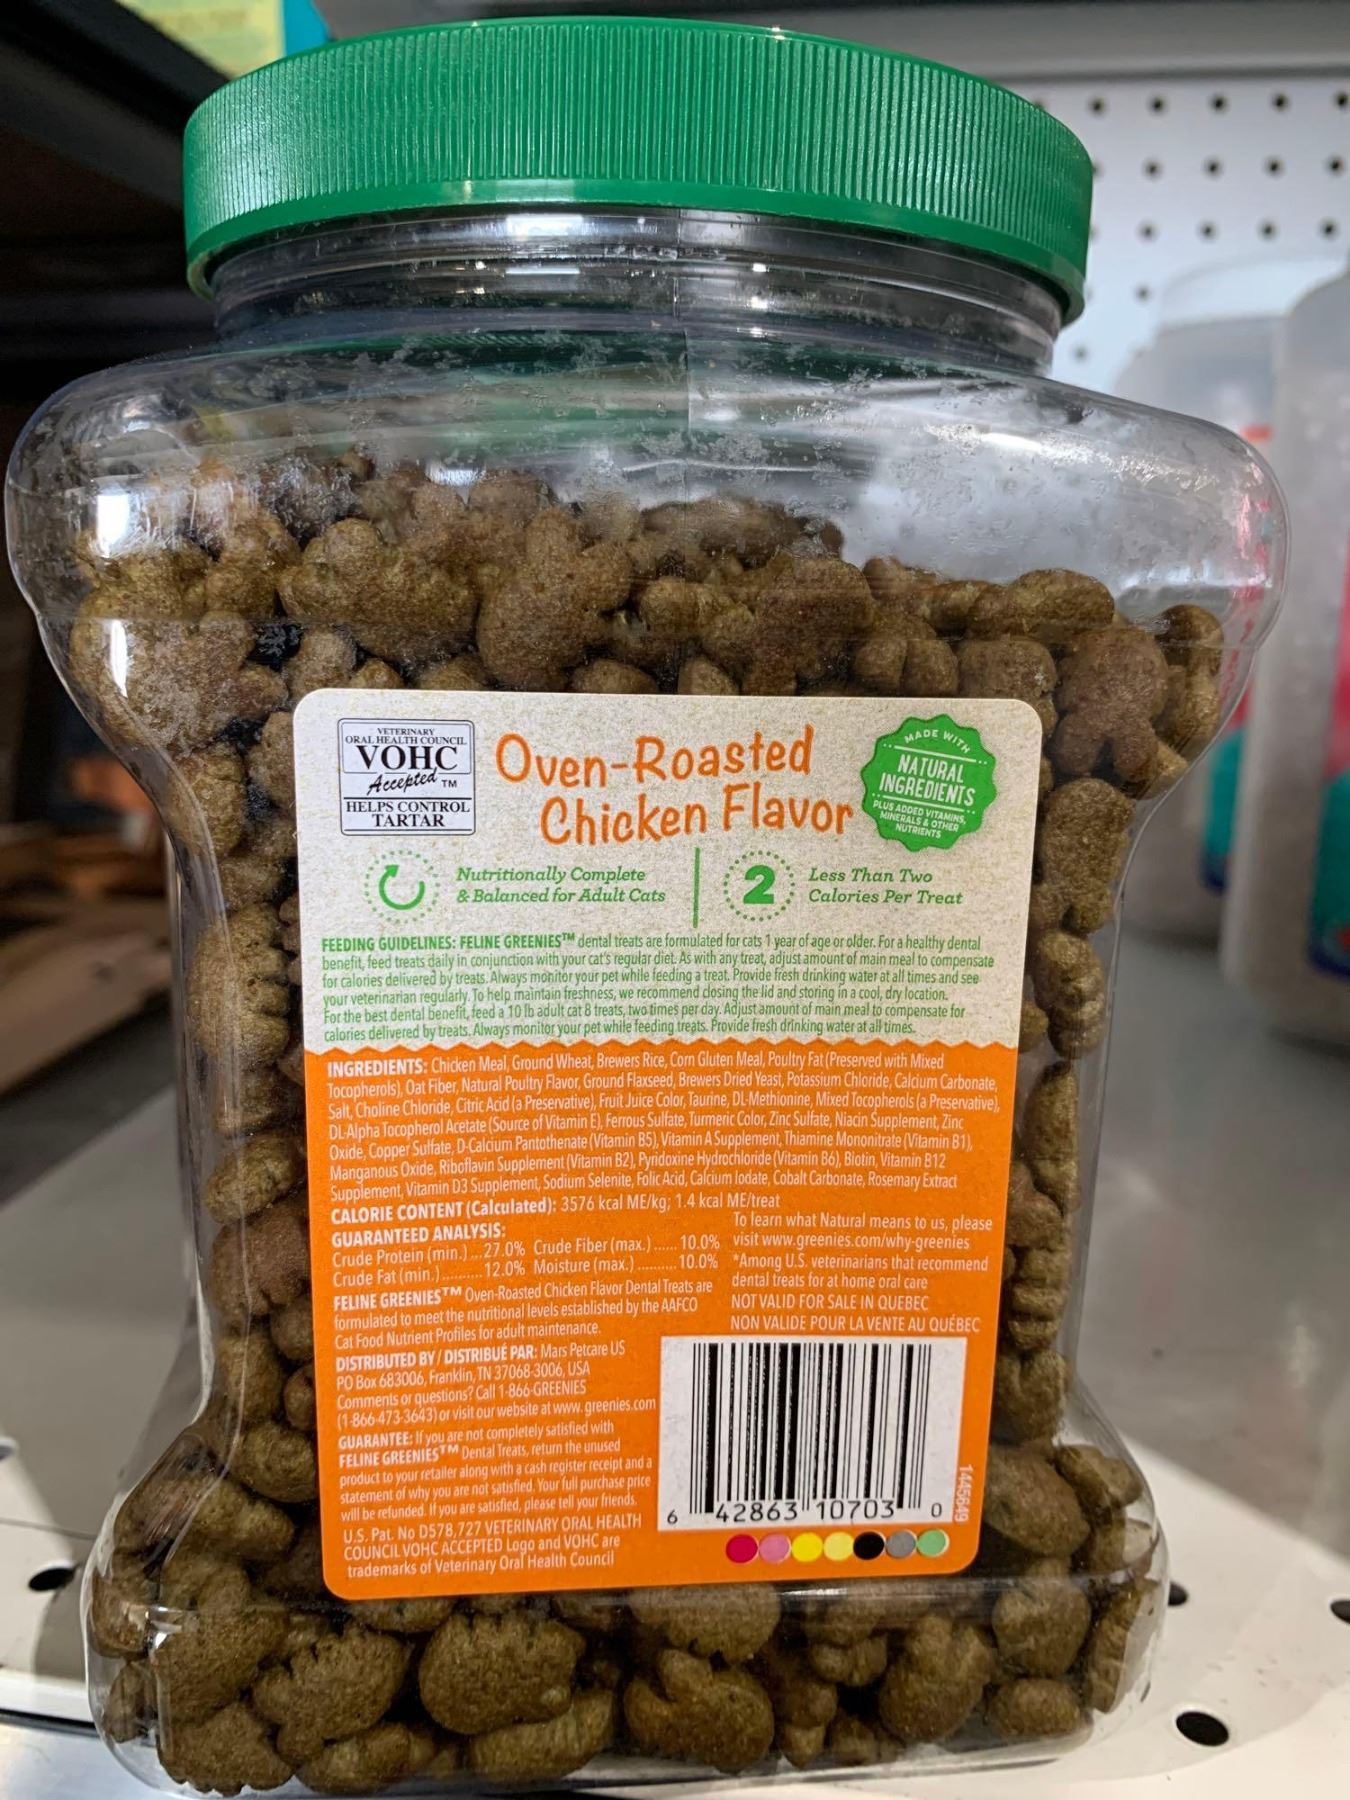 VETERINARY
ORAL HEALTH COUNCIL
VOHC
Accepted TM
HELPS CONTROL
TARTAR
Oven-Roasted
Chicken Flavor
MADE WITH
NATURAL
INGREDIENTS
PLUS ADDED VITAMINS,
MINERALS & OTHER
NUTRIENTS
Nutritionally Complete
& Balanced for Adult Cats
2
Less Than Two
Calories Per Treat
FEEDING GUIDELINES: FELINE GREENIES™ dental treats are formulated for cats 1 year of age or older. For a healthy dental
benefit, feed treats daily in conjunction with your cat's regular diet. As with any treat, adjust amount of main meal to compensate
for calories delivered by treats. Always monitor your pet while feeding a treat. Provide fresh drinking water at all times and see
your veterinarian regularly. To help maintain freshness, we recommend closing the lid and storing in a cool, dry location.
For the best dental benefit, feed a 10 lb adult cat 8 treats, two times per day. Adjust amount of main meal to compensate for
calories delivered by treats. Always monitor your pet while feeding treats. Provide fresh drinking water at all times.
INGREDIENTS: Chicken Meal, Ground Wheat, Brewers Rice, Corn Gluten Meal, Poultry Fat (Preserved with Mixed
Tocopherols), Oat Fiber, Natural Poultry Flavor, Ground Flaxseed, Brewers Dried Yeast, Potassium Chloride, Calcium Carbonate,
Salt, Choline Chloride, Citric Acid (a Preservative), Fruit Juice Color, Taurine, DL-Methionine, Mixed Tocopherols (a Preservative),
DL-Alpha Tocopherol Acetate (Source of Vitamin E), Ferrous Sulfate, Turmeric Color, Zinc Sulfate, Niacin Supplement, Zinc
Oxide, Copper Sulfate, D-Calcium Pantothenate (Vitamin B5), Vitamin A Supplement, Thiamine Mononitrate (Vitamin B1),
Manganous Oxide, Riboflavin Supplement (Vitamin B2), Pyridoxine Hydrochloride (Vitamin B6), Biotin, Vitamin B12
Supplement, Vitamin D3 Supplement, Sodium Selenite, Folic Acid, Calcium Iodate, Cobalt Carbonate, Rosemary Extract
CALORIE CONTENT (Calculated): 3576 kcal ME/kg; 1.4 kcal ME/treat
GUARANTEED ANALYSIS:
Crude Protein (min.)...27.0% Crude Fiber (max.)...... 10.0%
Crude Fat (min.).......... 12.0% Moisture (max.).......... 10.0%
FELINE GREENIES™ Oven-Roasted Chicken Flavor Dental Treats are
formulated to meet the nutritional levels established by the AAFCO
Cat Food Nutrient Profiles for adult maintenance.
To learn what Natural means to us, please
visit www.greenies.com/why-greenies
*Among U.S. veterinarians that recommend
dental treats for at home oral care
NOT VALID FOR SALE IN QUEBEC
NON VALIDE POUR LA VENTE AU QUÉBEC
DISTRIBUTED BY / DISTRIBUÉ PAR: Mars Petcare US
PO Box 683006, Franklin, TN 37068-3006, USA
Comments or questions? Call 1-866-GREENIES
(1-866-473-3643) or visit our website at www.greenies.com
GUARANTEE: If you are not completely satisfied with
FELINE GREENIES™ Dental Treats, return the unused
product to your retailer along with a cash register receipt and a
statement of why you are not satisfied. Your full purchase price
will be refunded. If you are satisfied, please tell your friends.
U.S. Pat. No D578,727 VETERINARY ORAL HEALTH
COUNCIL VOHC ACCEPTED Logo and VOHC are
trademarks of Veterinary Oral Health Council
6 42863 10703 0
1445649